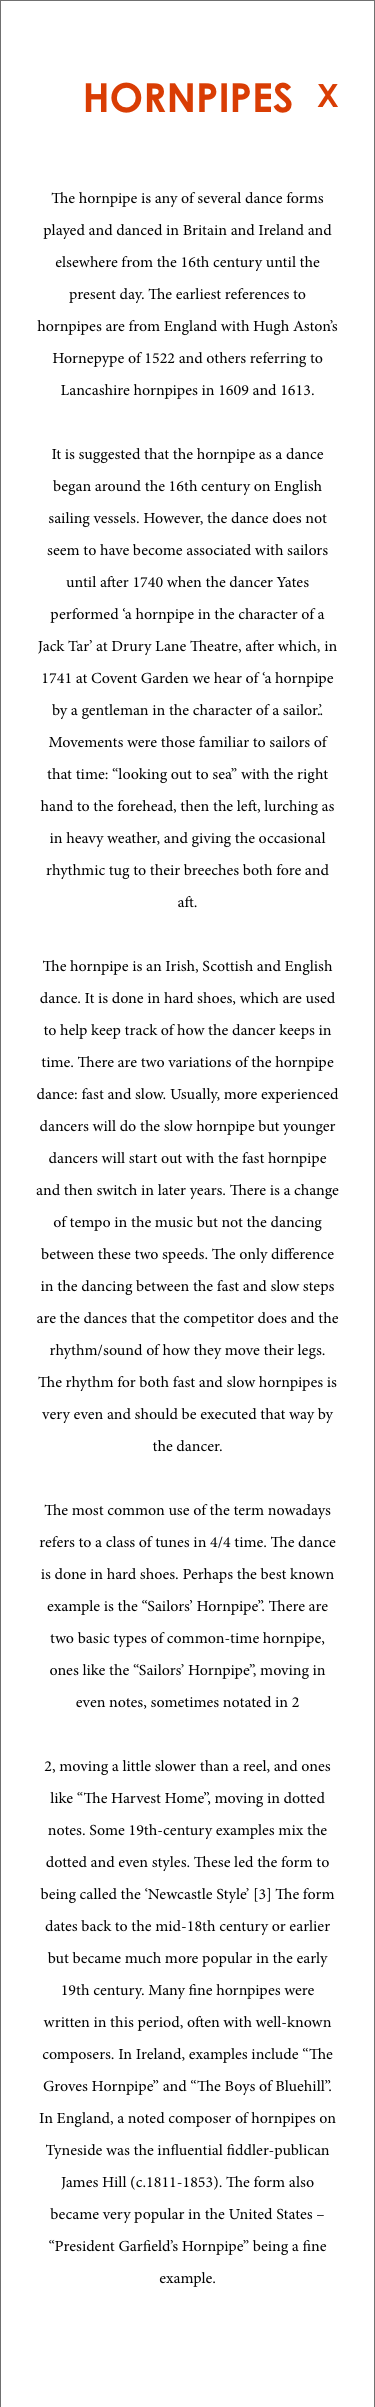 HORNPIPES X
The hornpipe is any of several dance forms
played and danced in Britain and Ireland and
elsewhere from the 16th century until the
present day. The earliest references to
hornpipes are from England with Hugh Aston’s
Hornepype of 1522 and others referring to
Lancashire hornpipes in 1609 and 1613.
It is suggested that the hornpipe as a dance
began around the 16th century on English
sailing vessels. However, the dance does not
seem to have become associated with sailors
until after 1740 when the dancer Yates
performed ‘a hornpipe in the character of a
Jack Tar’ at Drury Lane Theatre, after which, in
1741 at Covent Garden we hear of ‘a hornpipe
by a gentleman in the character of a sailor.’.
Movements were those familiar to sailors of
that time: “looking out to sea” with the right
hand to the forehead, then the left, lurching as
in heavy weather, and giving the occasional
rhythmic tug to their breeches both fore and
aft.
The hornpipe is an Irish, Scottish and English
dance. It is done in hard shoes, which are used
to help keep track of how the dancer keeps in
time. There are two variations of the hornpipe
dance: fast and slow. Usually, more experienced
dancers will do the slow hornpipe but younger
dancers will start out with the fast hornpipe
and then switch in later years. There is a change
of tempo in the music but not the dancing
between these two speeds. The only difference
in the dancing between the fast and slow steps
are the dances that the competitor does and the
rhythm/sound of how they move their legs.
The rhythm for both fast and slow hornpipes is
very even and should be executed that way by
the dancer.
The most common use of the term nowadays
refers to a class of tunes in 4/4 time. The dance
is done in hard shoes. Perhaps the best known
example is the “Sailors’ Hornpipe”. There are
two basic types of common-time hornpipe,
ones like the “Sailors’ Hornpipe”, moving in
even notes, sometimes notated in 2
2, moving a little slower than a reel, and ones
like “The Harvest Home”, moving in dotted
notes. Some 19th-century examples mix the
dotted and even styles. These led the form to
being called the ‘Newcastle Style’ [3] The form
dates back to the mid-18th century or earlier
but became much more popular in the early
19th century. Many fine hornpipes were
written in this period, often with well-known
composers. In Ireland, examples include “The
Groves Hornpipe” and “The Boys of Bluehill”.
In England, a noted composer of hornpipes on
Tyneside was the influential fiddler-publican
James Hill (c.1811-1853). The form also
became very popular in the United States –
“President Garfield’s Hornpipe” being a fine
example.